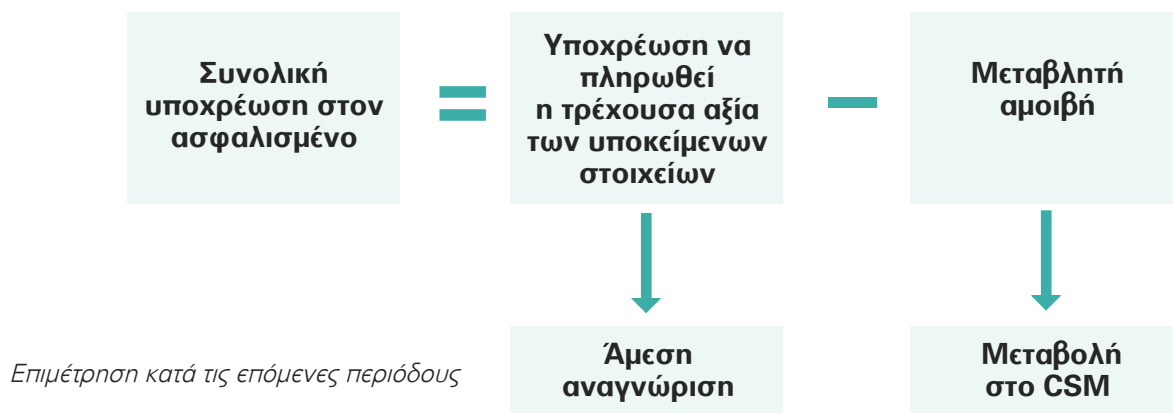 Συνολική
υποχρέωση στον
ασφαλισμένο
=
Υποχρέωση να
πληρωθεί
η τρέχουσα αξία
των υποκείμενων
στοιχείων
−
Μεταβλητή
αμοιβή
Επιμέτρηση κατά τις επόμενες περιόδους
Άμεση
αναγνώριση
Μεταβολή
στο CSM